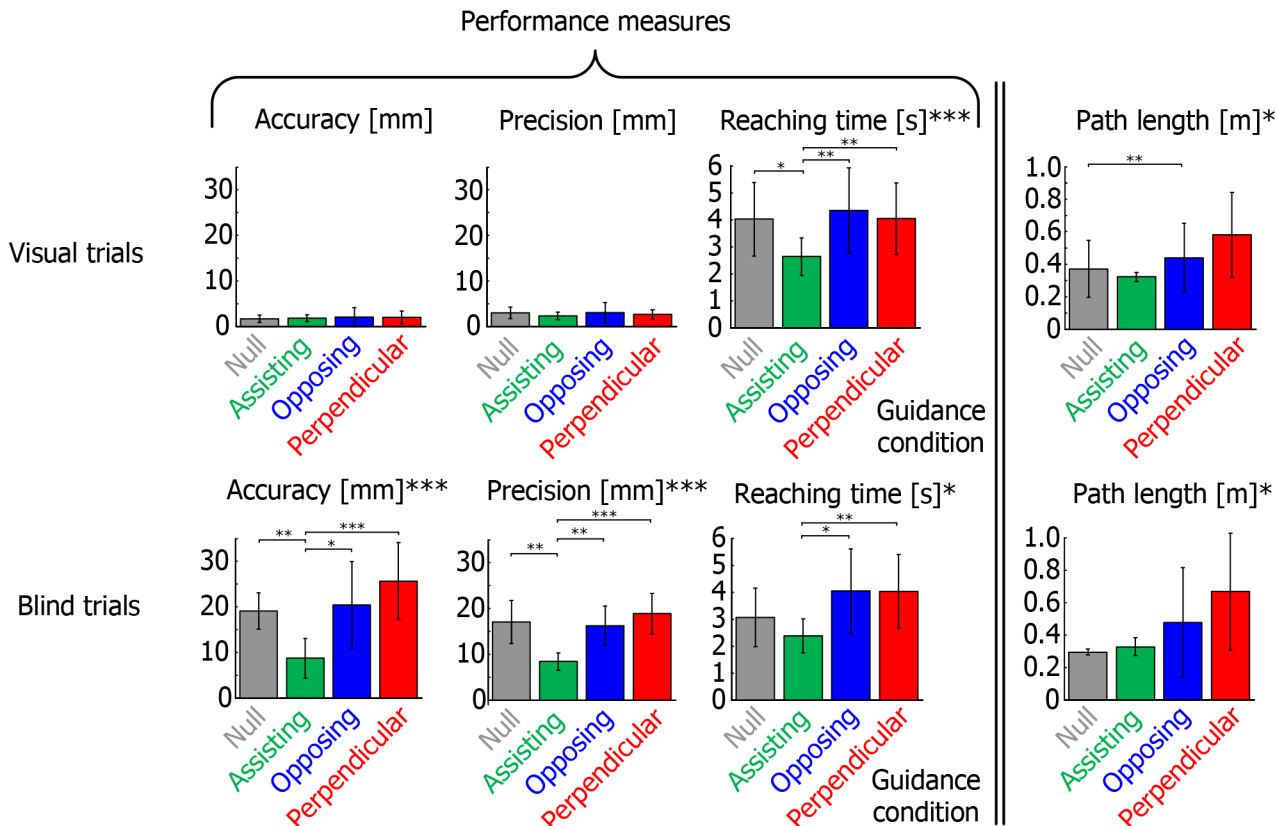 Performance measures
Accuracy [mm]
Precision [mm]
Reaching time [s]***
Path length [m]*
Visual trials
30
20
10
0
Null
Assisting
Opposing
Perpendicular
30
20
10
0
Null
Assisting
Opposing
Perpendicular
*
**
**
6
5
4
3
2
1
0
Null
Assisting
Opposing
Perpendicular
**
1.0
0.8
0.6
0.4
0.2
0
Null
Assisting
Opposing
Perpendicular
Guidance
condition
Accuracy [mm]***
Precision [mm]***
Reaching time [s]*
Path length [m]*
Blind trials
**
***
*
30
20
10
0
Null
Assisting
Opposing
Perpendicular
**
***
**
30
20
10
0
Null
Assisting
Opposing
Perpendicular
**
*
6
5
4
3
2
1
0
Null
Assisting
Opposing
Perpendicular
1.0
0.8
0.6
0.4
0.2
0
Null
Assisting
Opposing
Perpendicular
Guidance
condition